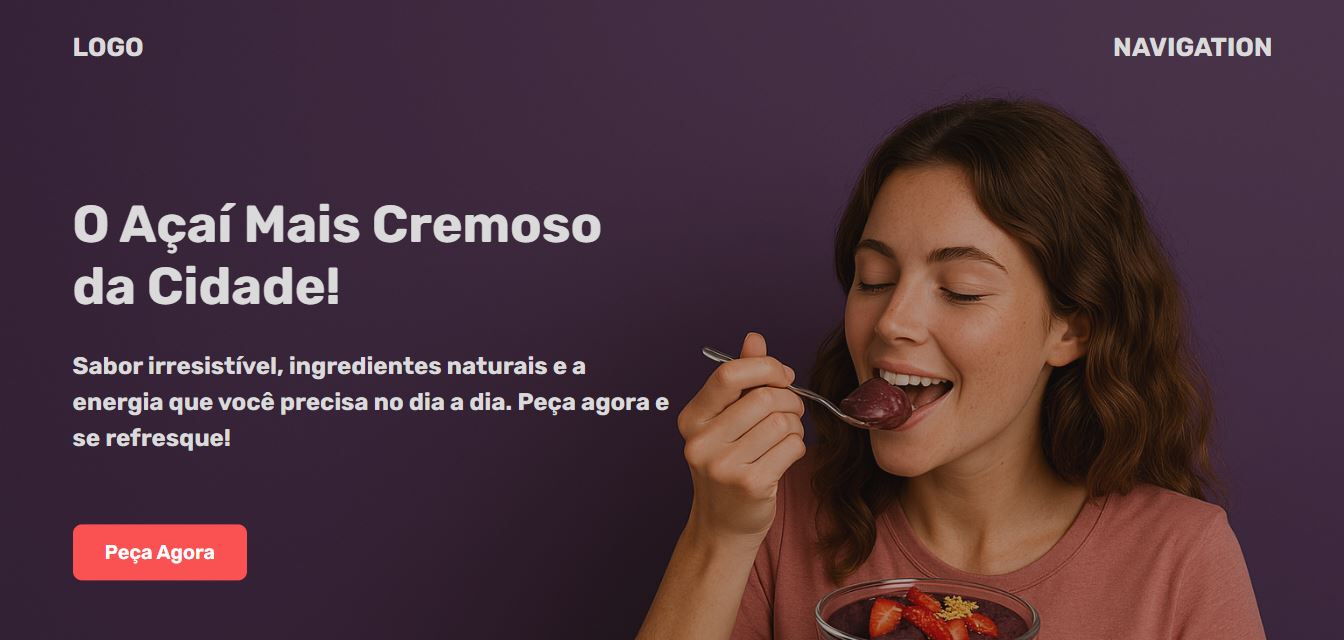 LOGO
NAVIGATION
O Açaí Mais Cremoso
da Cidade!
Sabor irresistível, ingredientes naturais e a
energia que você precisa no dia a dia. Peça agora e
se refresque!
Peça Agora